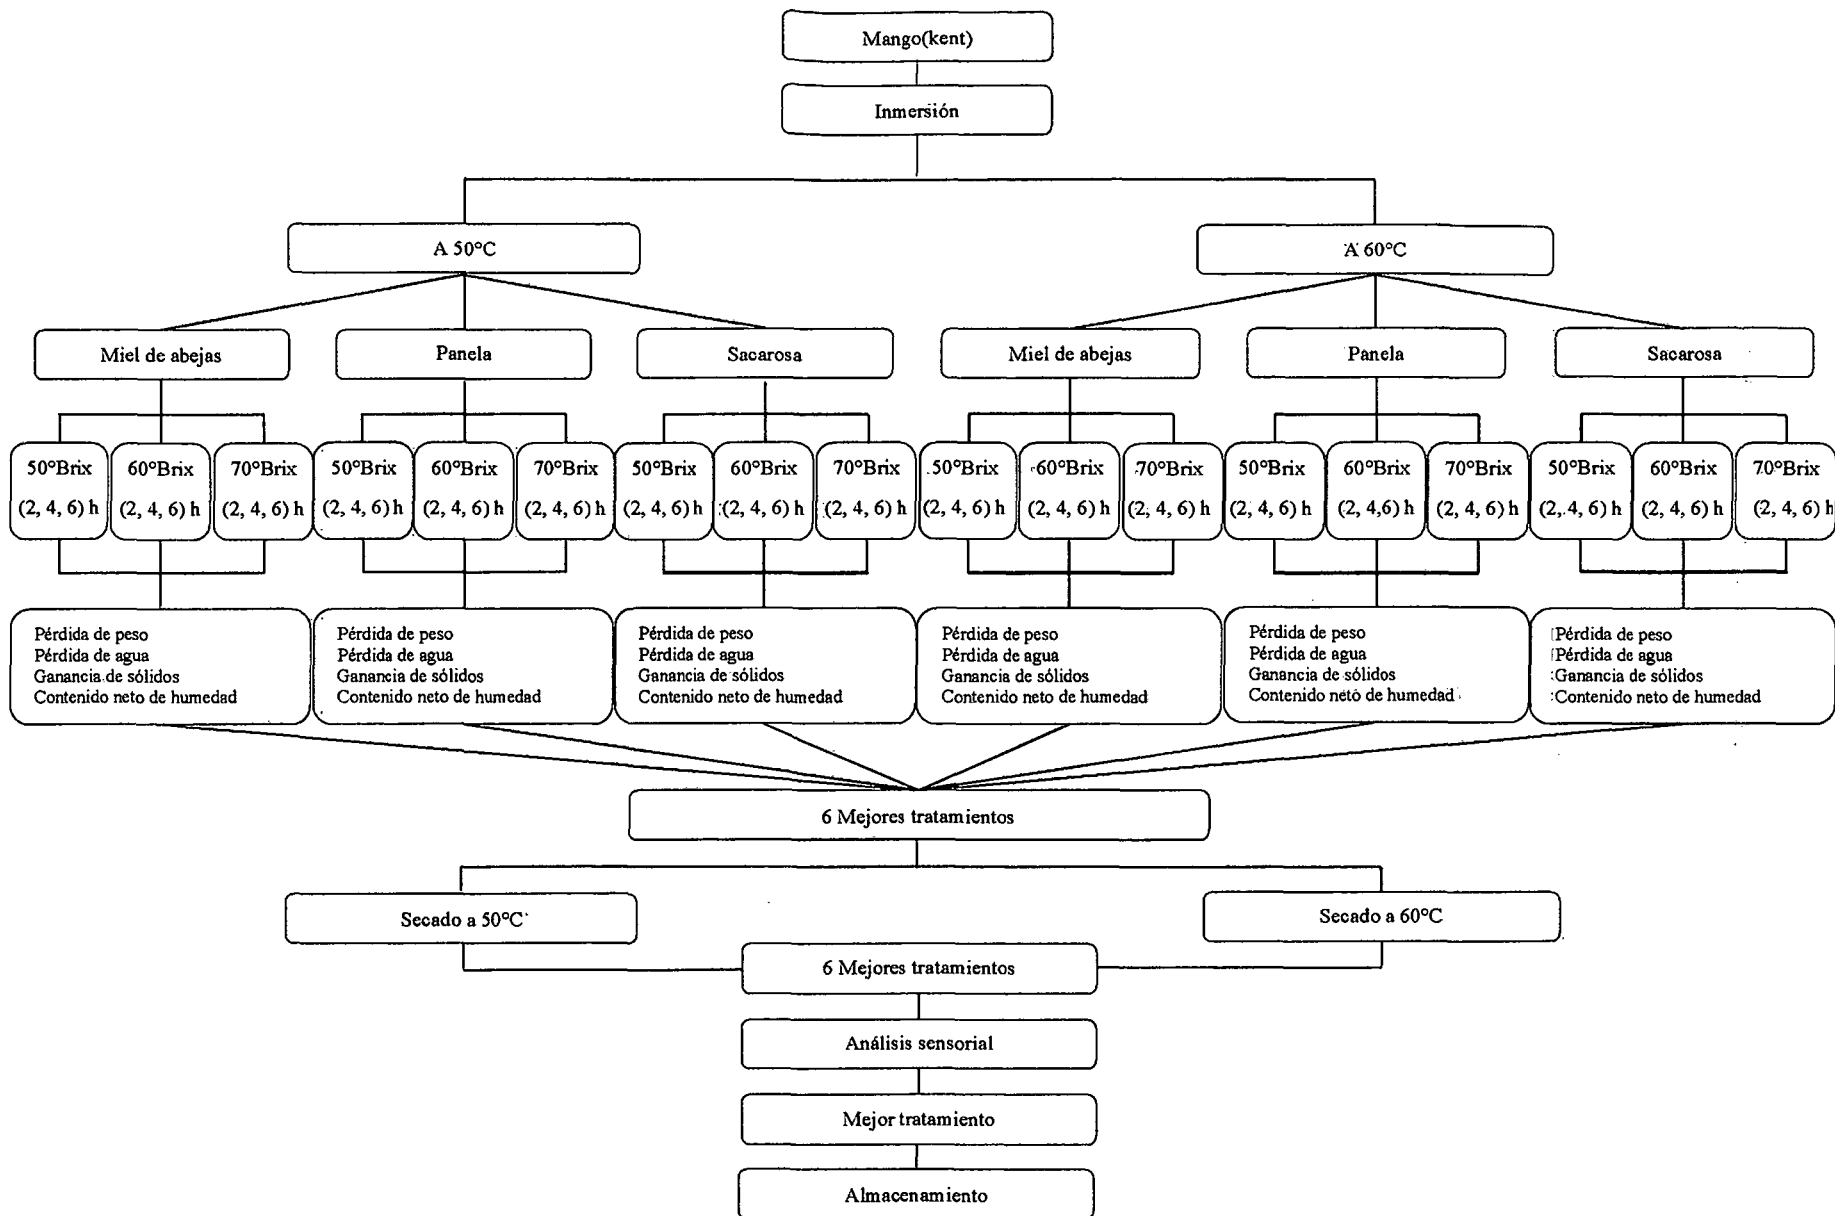 Mango(kent)
Inmersión
A 50°C
A 60°C
Miel de abejas
Panela
Sacarosa
Miel de abejas
Panela
Sacarosa
50°Brix
(2, 4, 6) h
60°Brix
(2, 4, 6) h
70°Brix
(2, 4, 6) h
50°Brix
(2, 4, 6) h
60°Brix
(2, 4, 6) h
70°Brix
(2, 4, 6) h
50°Brix
(2, 4, 6) h
60°Brix
(2, 4, 6) h
70°Brix
(2, 4, 6) h
50°Brix
(2, 4, 6) h
60°Brix
(2, 4, 6) h
70°Brix
(2, 4, 6) h
50°Brix
(2, 4, 6) h
60°Brix
(2, 4,6) h
70°Brix
(2, 4, 6) h
50°Brix
(2, 4, 6) h
60°Brix
(2, 4, 6) h
70°Brix
(2, 4, 6) h
Pérdida de peso
Pérdida de agua
Ganancia de sólidos
Contenido neto de humedad
Pérdida de peso
Pérdida de agua
Ganancia de sólidos
Contenido neto de humedad
Pérdida de peso
Pérdida de agua
Ganancia de sólidos
Contenido neto de humedad
Pérdida de peso
Pérdida de agua
Ganancia de sólidos
Contenido neto de humedad
Pérdida de peso
Pérdida de agua
Ganancia de sólidos
Contenido neto de humedad
Pérdida de peso
Pérdida de agua
Ganancia de sólidos
Contenido neto de humedad
6 Mejores tratamientos
Secado a 50°C
Secado a 60°C
6 Mejores tratamientos
Análisis sensorial
Mejor tratamiento
Almacenamiento